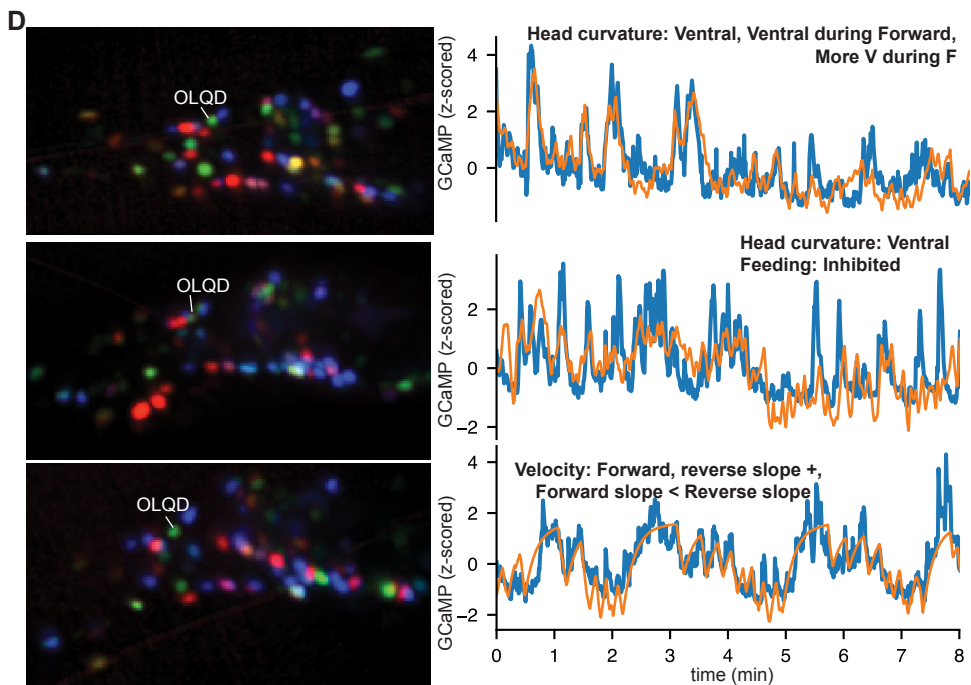 D
OLQD
GCaMP (z-scored)
4
2
0
Head curvature: Ventral, Ventral during Forward,
More V during F
OLQD
GCaMP (z-scored)
2
0
−2
Head curvature: Ventral
Feeding: Inhibited
OLQD
GCaMP (z-scored)
4
2
0
−2
Velocity: Forward, reverse slope +,
Forward slope < Reverse slope
0 1 2 3 4 5 6 7 8
time (min)